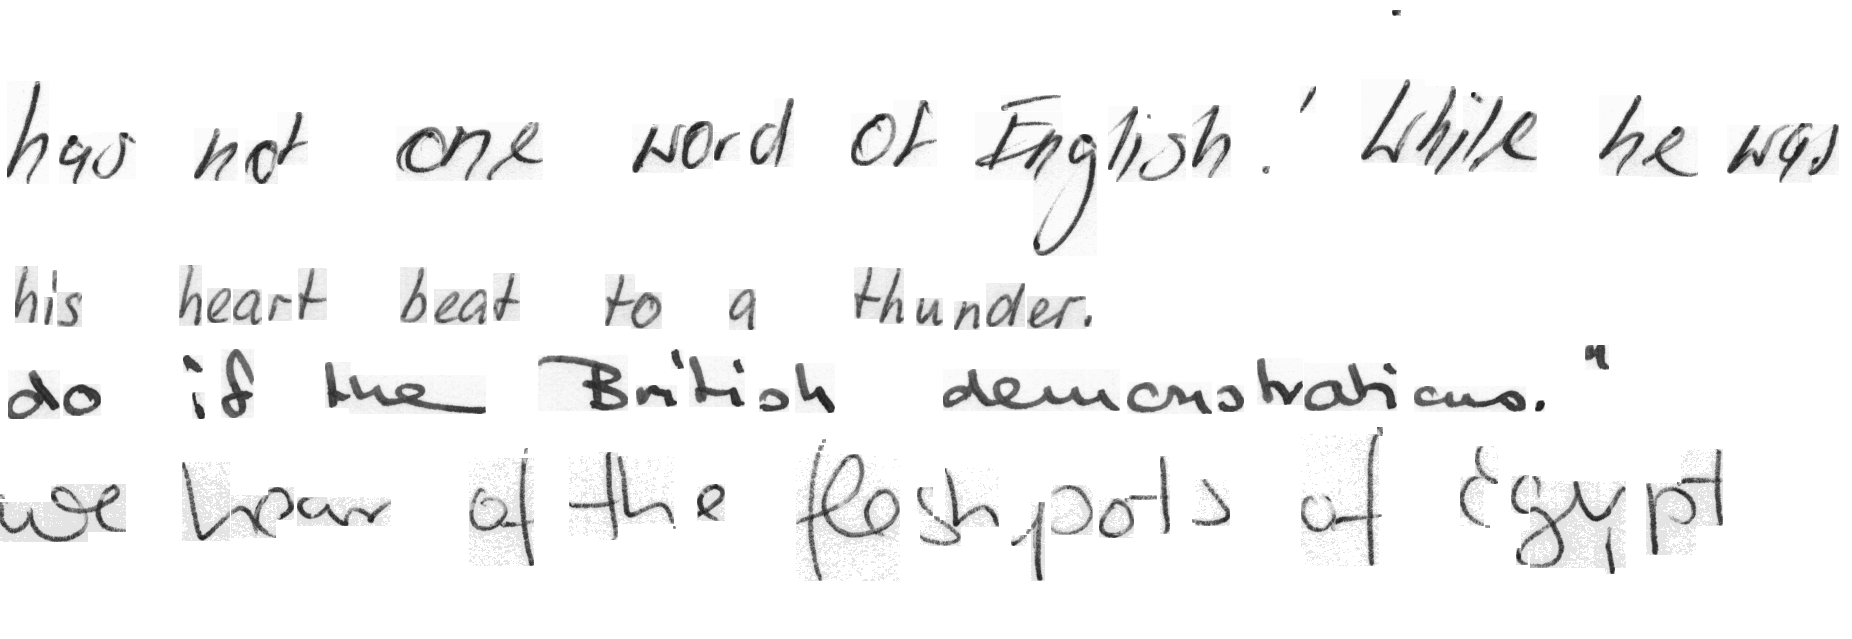 has not one word of English.' While he was
his heart beat to a thunder.
do if the British demonstrations."
we hear of the fleshpots of Egypt